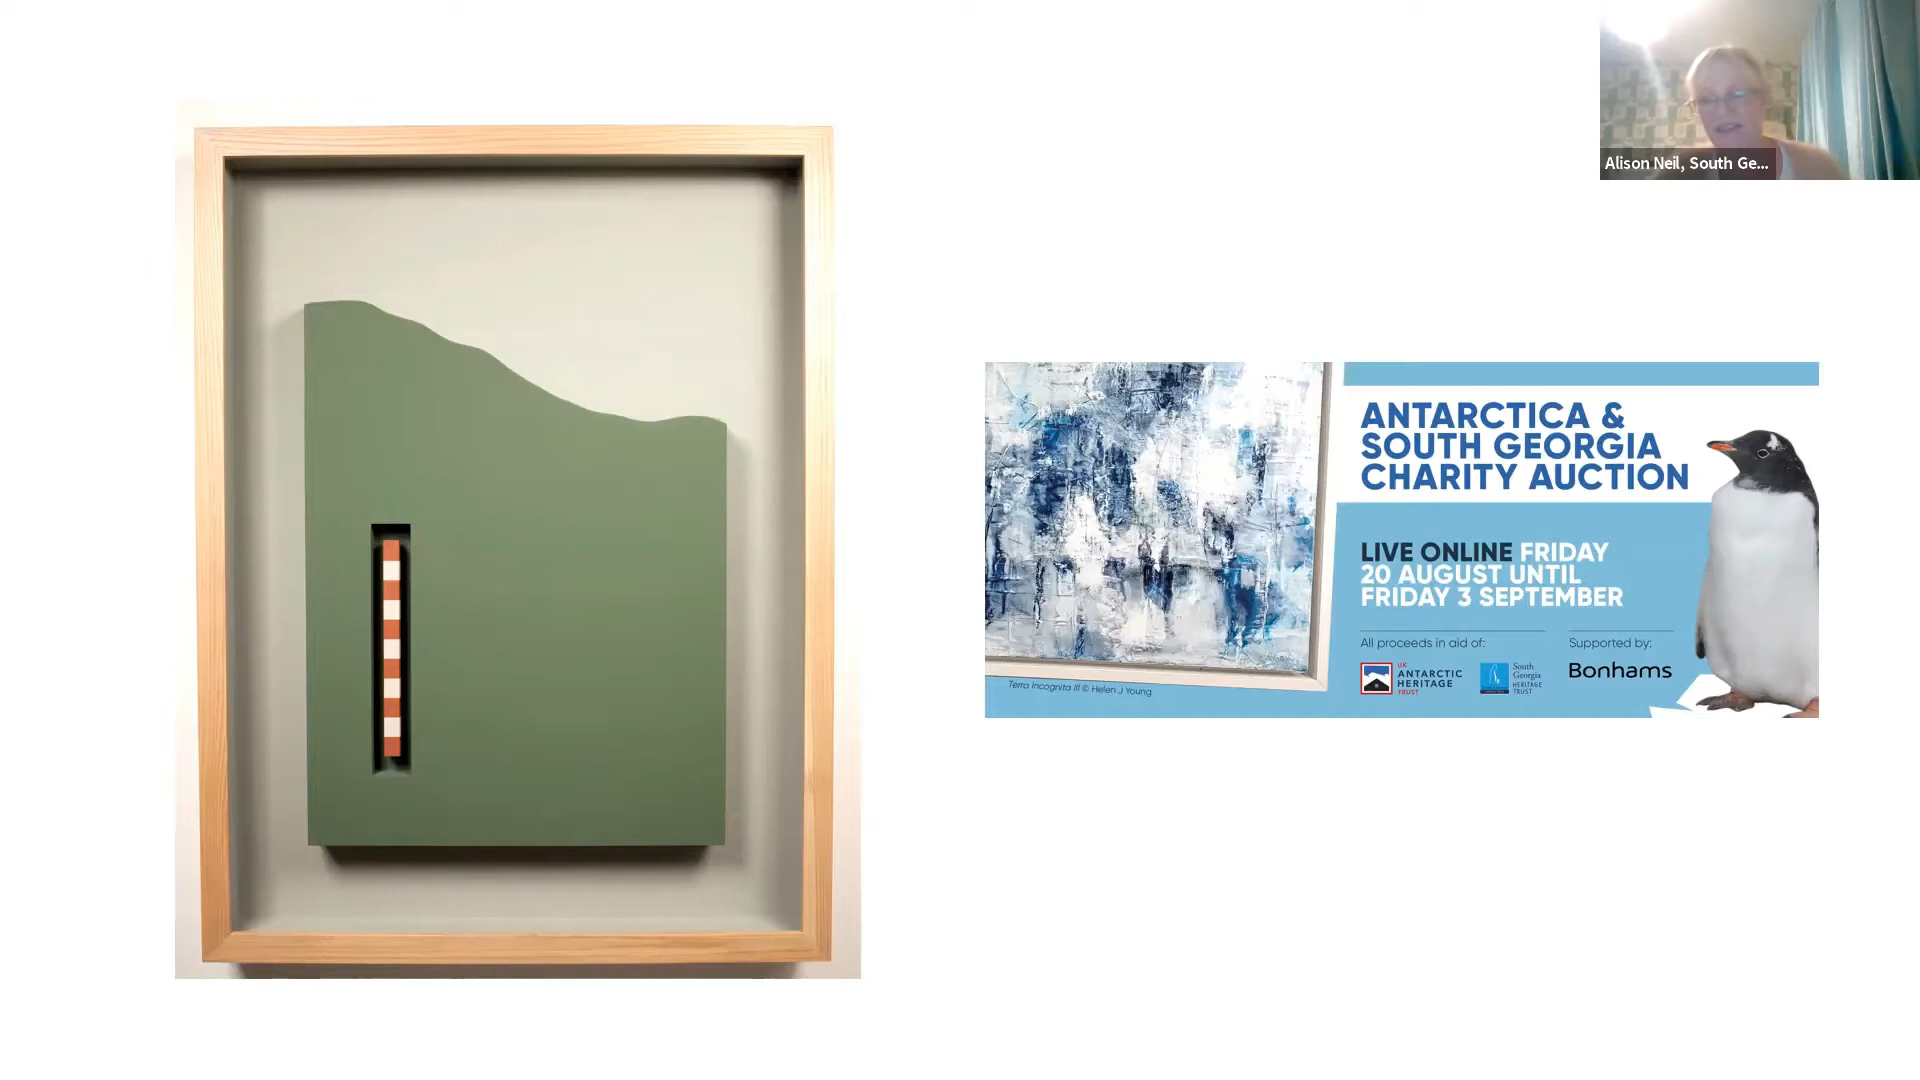 Alison Neil, South Ge...
ANTARCTICA &
SOUTH GEORGIA
CHARITY AUCTION
LIVE ONLINE FRIDAY
20 AUGUST UNTIL
FRIDAY 3 SEPTEMBER
All proceeds in aid of:
Supported by:
UK
ANTARCTIC
HERITAGE
TRUST
South
Georgia
HERITAGE
TRUST
Bonhams
Terra Incognita III © Helen J Young